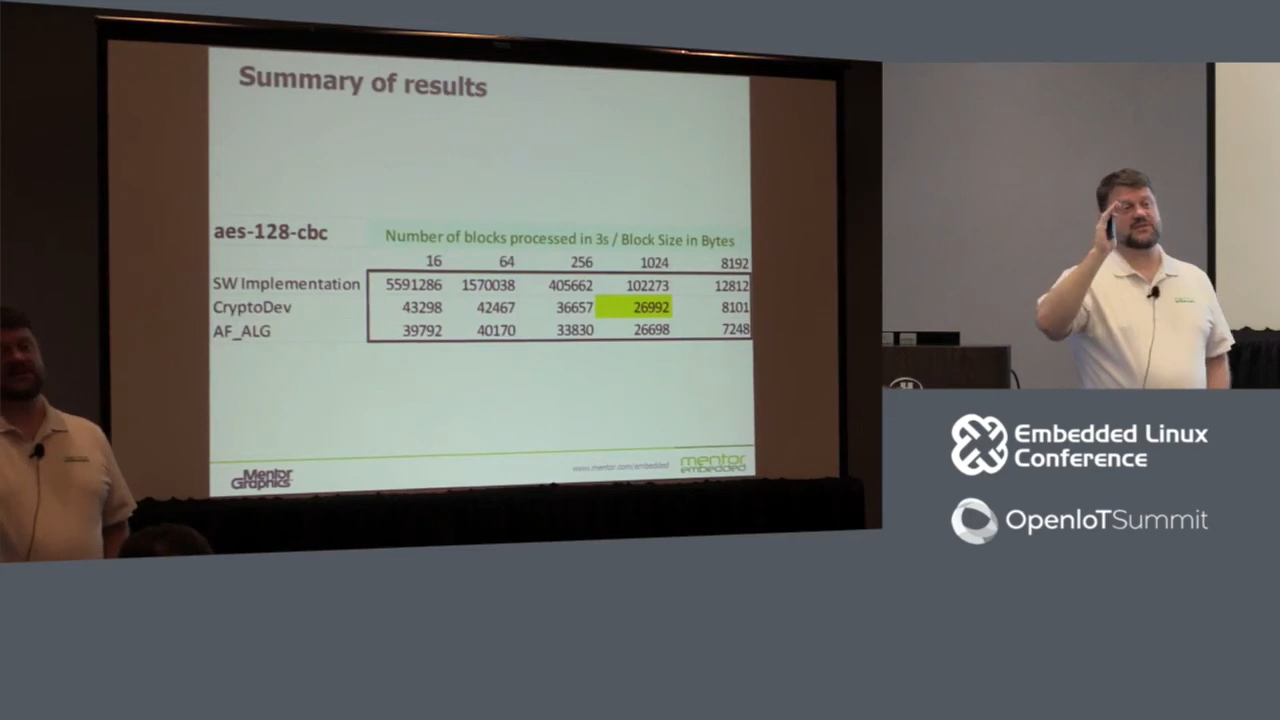 Summary of results
aes-128-cbc
Number of blocks processed in 3s / Block Size in Bytes
16 64 256 1024 8192
SW Implementation 5591286 1570038 405662 102273 12812
CryptoDev 43298 42467 36657 26992 8101
AF_ALG 39792 40170 33830 26698 7248
Mentor
Graphics
www.mentor.com/embedded
mentor
embedded
Embedded Linux
Conference
OpenIoTSummit